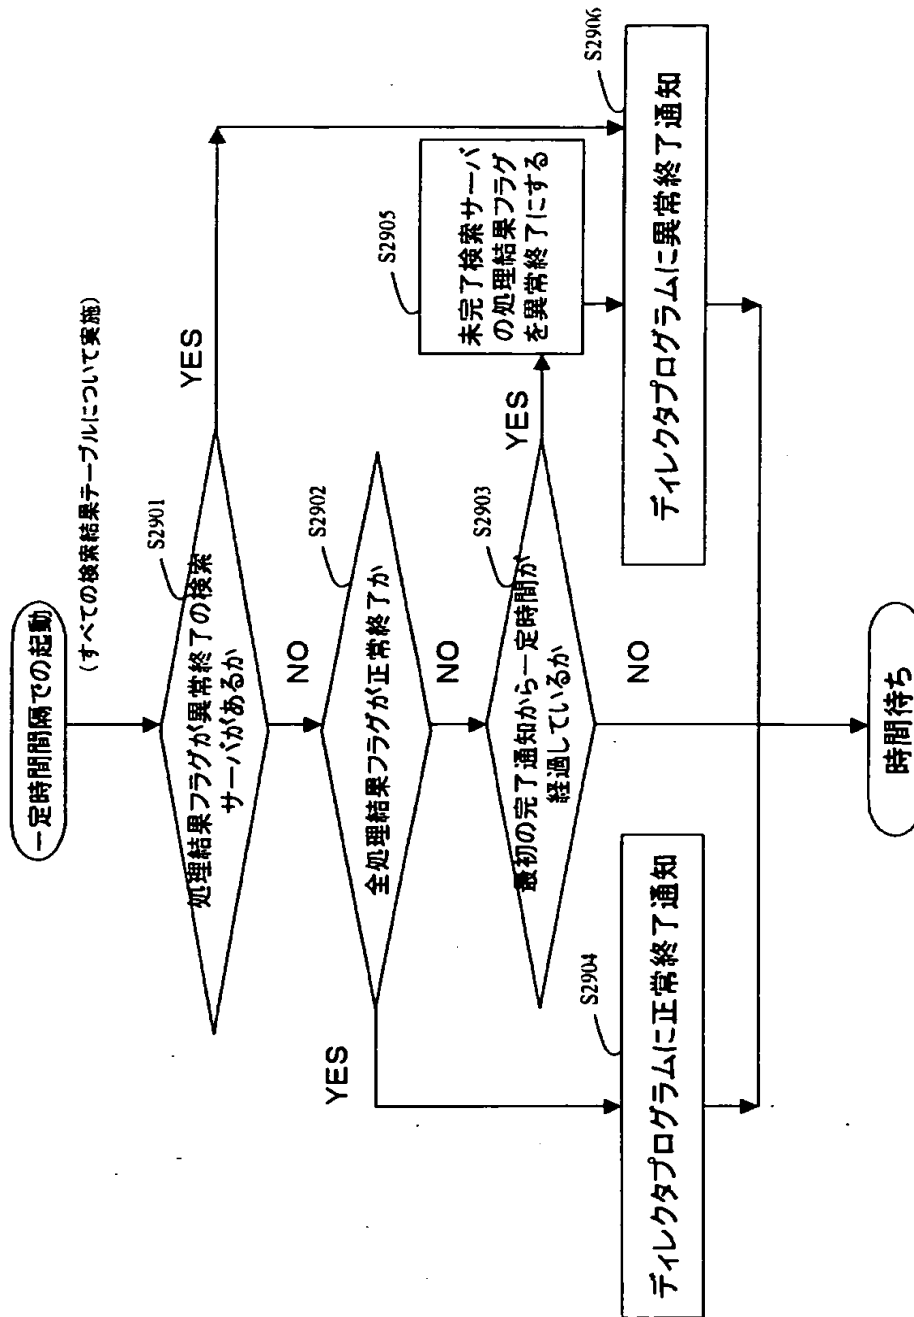 一定時間間隔での起動
(すべての検索結果テーブルについて実施)
S2901
処理結果フラグが異常終了の検索
サーバがあるか
YES
NO
S2902
全処理結果フラグが正常終了か
YES
NO
S2903
最初の完了通知から一定時間が
経過しているか
YES
NO
S2905
未完了検索サーバ
の処理結果フラグ
を異常終了にする
S2904
ディレクタプログラムに正常終了通知
S2906
ディレクタプログラムに異常終了通知
時間待ち